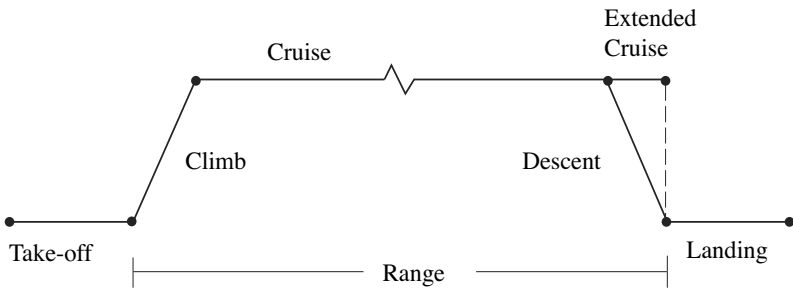 Extended
Cruise
Cruise
Climb
Descent
Take-off
Landing
Range